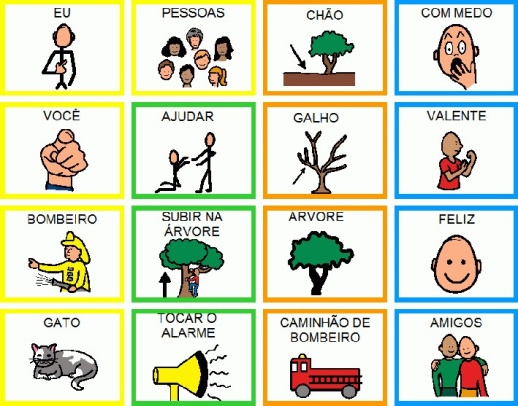 EU
PESSOAS
CHÃO
COM MEDO
VOCÊ
AJUDAR
GALHO
VALENTE
BOMBEIRO
SUBIR NA
ÁRVORE
ARVORE
FELIZ
GATO
TOCAR O
ALARME
CAMINHÃO DE
BOMBEIRO
AMIGOS